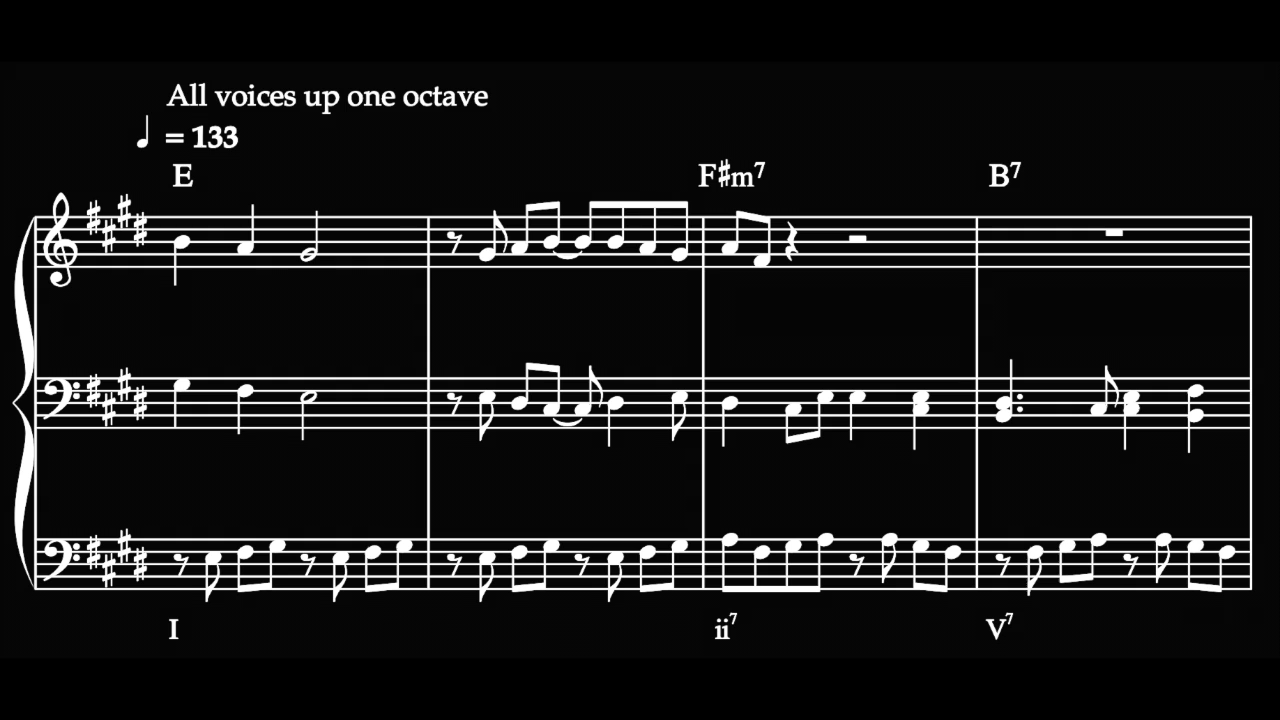 All voices up one octave
♩ = 133
E F♯m⁷ B⁷
I ii⁷ V⁷